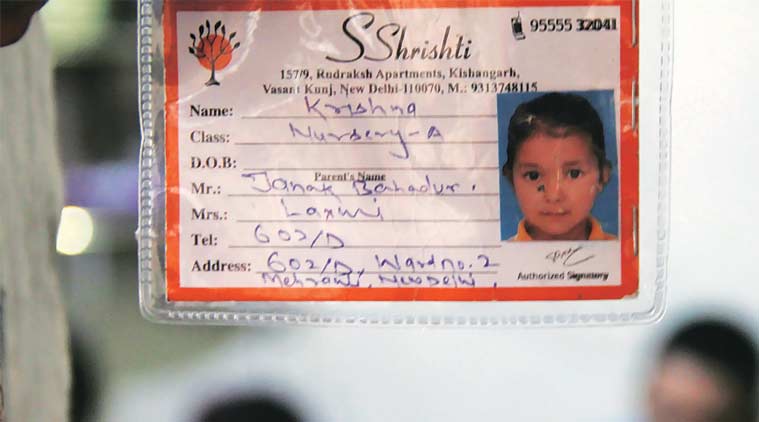 SShrishti
95555 32041
157/9, Rudraksh Apartments, Kishangarh,
Vasant Kunj, New Delhi-110070, M.: 9313748115
Name: Krishna
Class: Nursery-A
D.O.B:
Parent's Name
Mr.: Janak Bahadur.
Mrs.: Laxmi
Tel: 602/D
Address: 602/D, Ward no. 2
Mehrauli, New Delhi.
Authorized Signatory